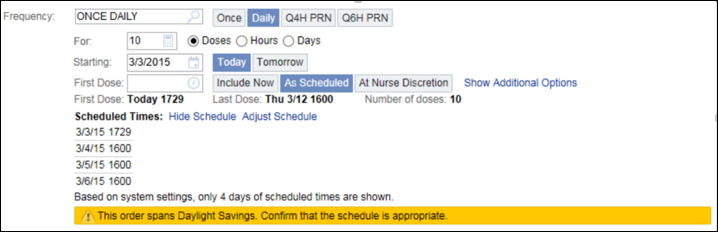 Frequency: ONCE DAILY Once Daily Q4H PRN Q6H PRN
For: 10 Doses Hours Days
Starting: 3/3/2015 Today Tomorrow
First Dose: Include Now As Scheduled At Nurse Discretion Show Additional Options
First Dose: Today 1729 Last Dose: Thu 3/12 1600 Number of doses: 10
Scheduled Times: Hide Schedule Adjust Schedule
3/3/15 1729
3/4/15 1600
3/5/15 1600
3/6/15 1600
Based on system settings, only 4 days of scheduled times are shown.
This order spans Daylight Savings. Confirm that the schedule is appropriate.